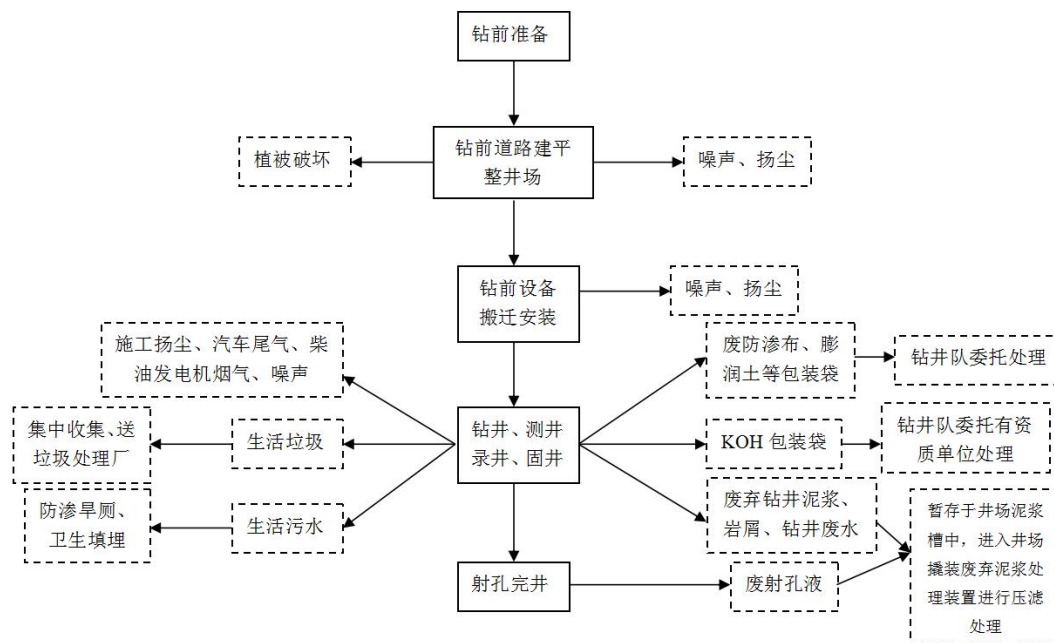 钻前准备
植被破坏
钻前道路建平
整井场
噪声、扬尘
钻前设备
搬迁安装
噪声、扬尘
施工扬尘、汽车尾气、柴
油发电机烟气、噪声
废防渗布、膨
润土等包装袋
钻井队委托处理
集中收集、送
垃圾处理厂
生活垃圾
钻井、测井
录井、固井
KOH 包装袋
钻井队委托有资
质单位处理
防渗旱厕、
卫生填埋
生活污水
废弃钻井泥浆、
岩屑、钻井废水
暂存于井场泥浆
槽中，进入井场
撬装废弃泥浆处
理装置进行压滤
处理
射孔完井
废射孔液